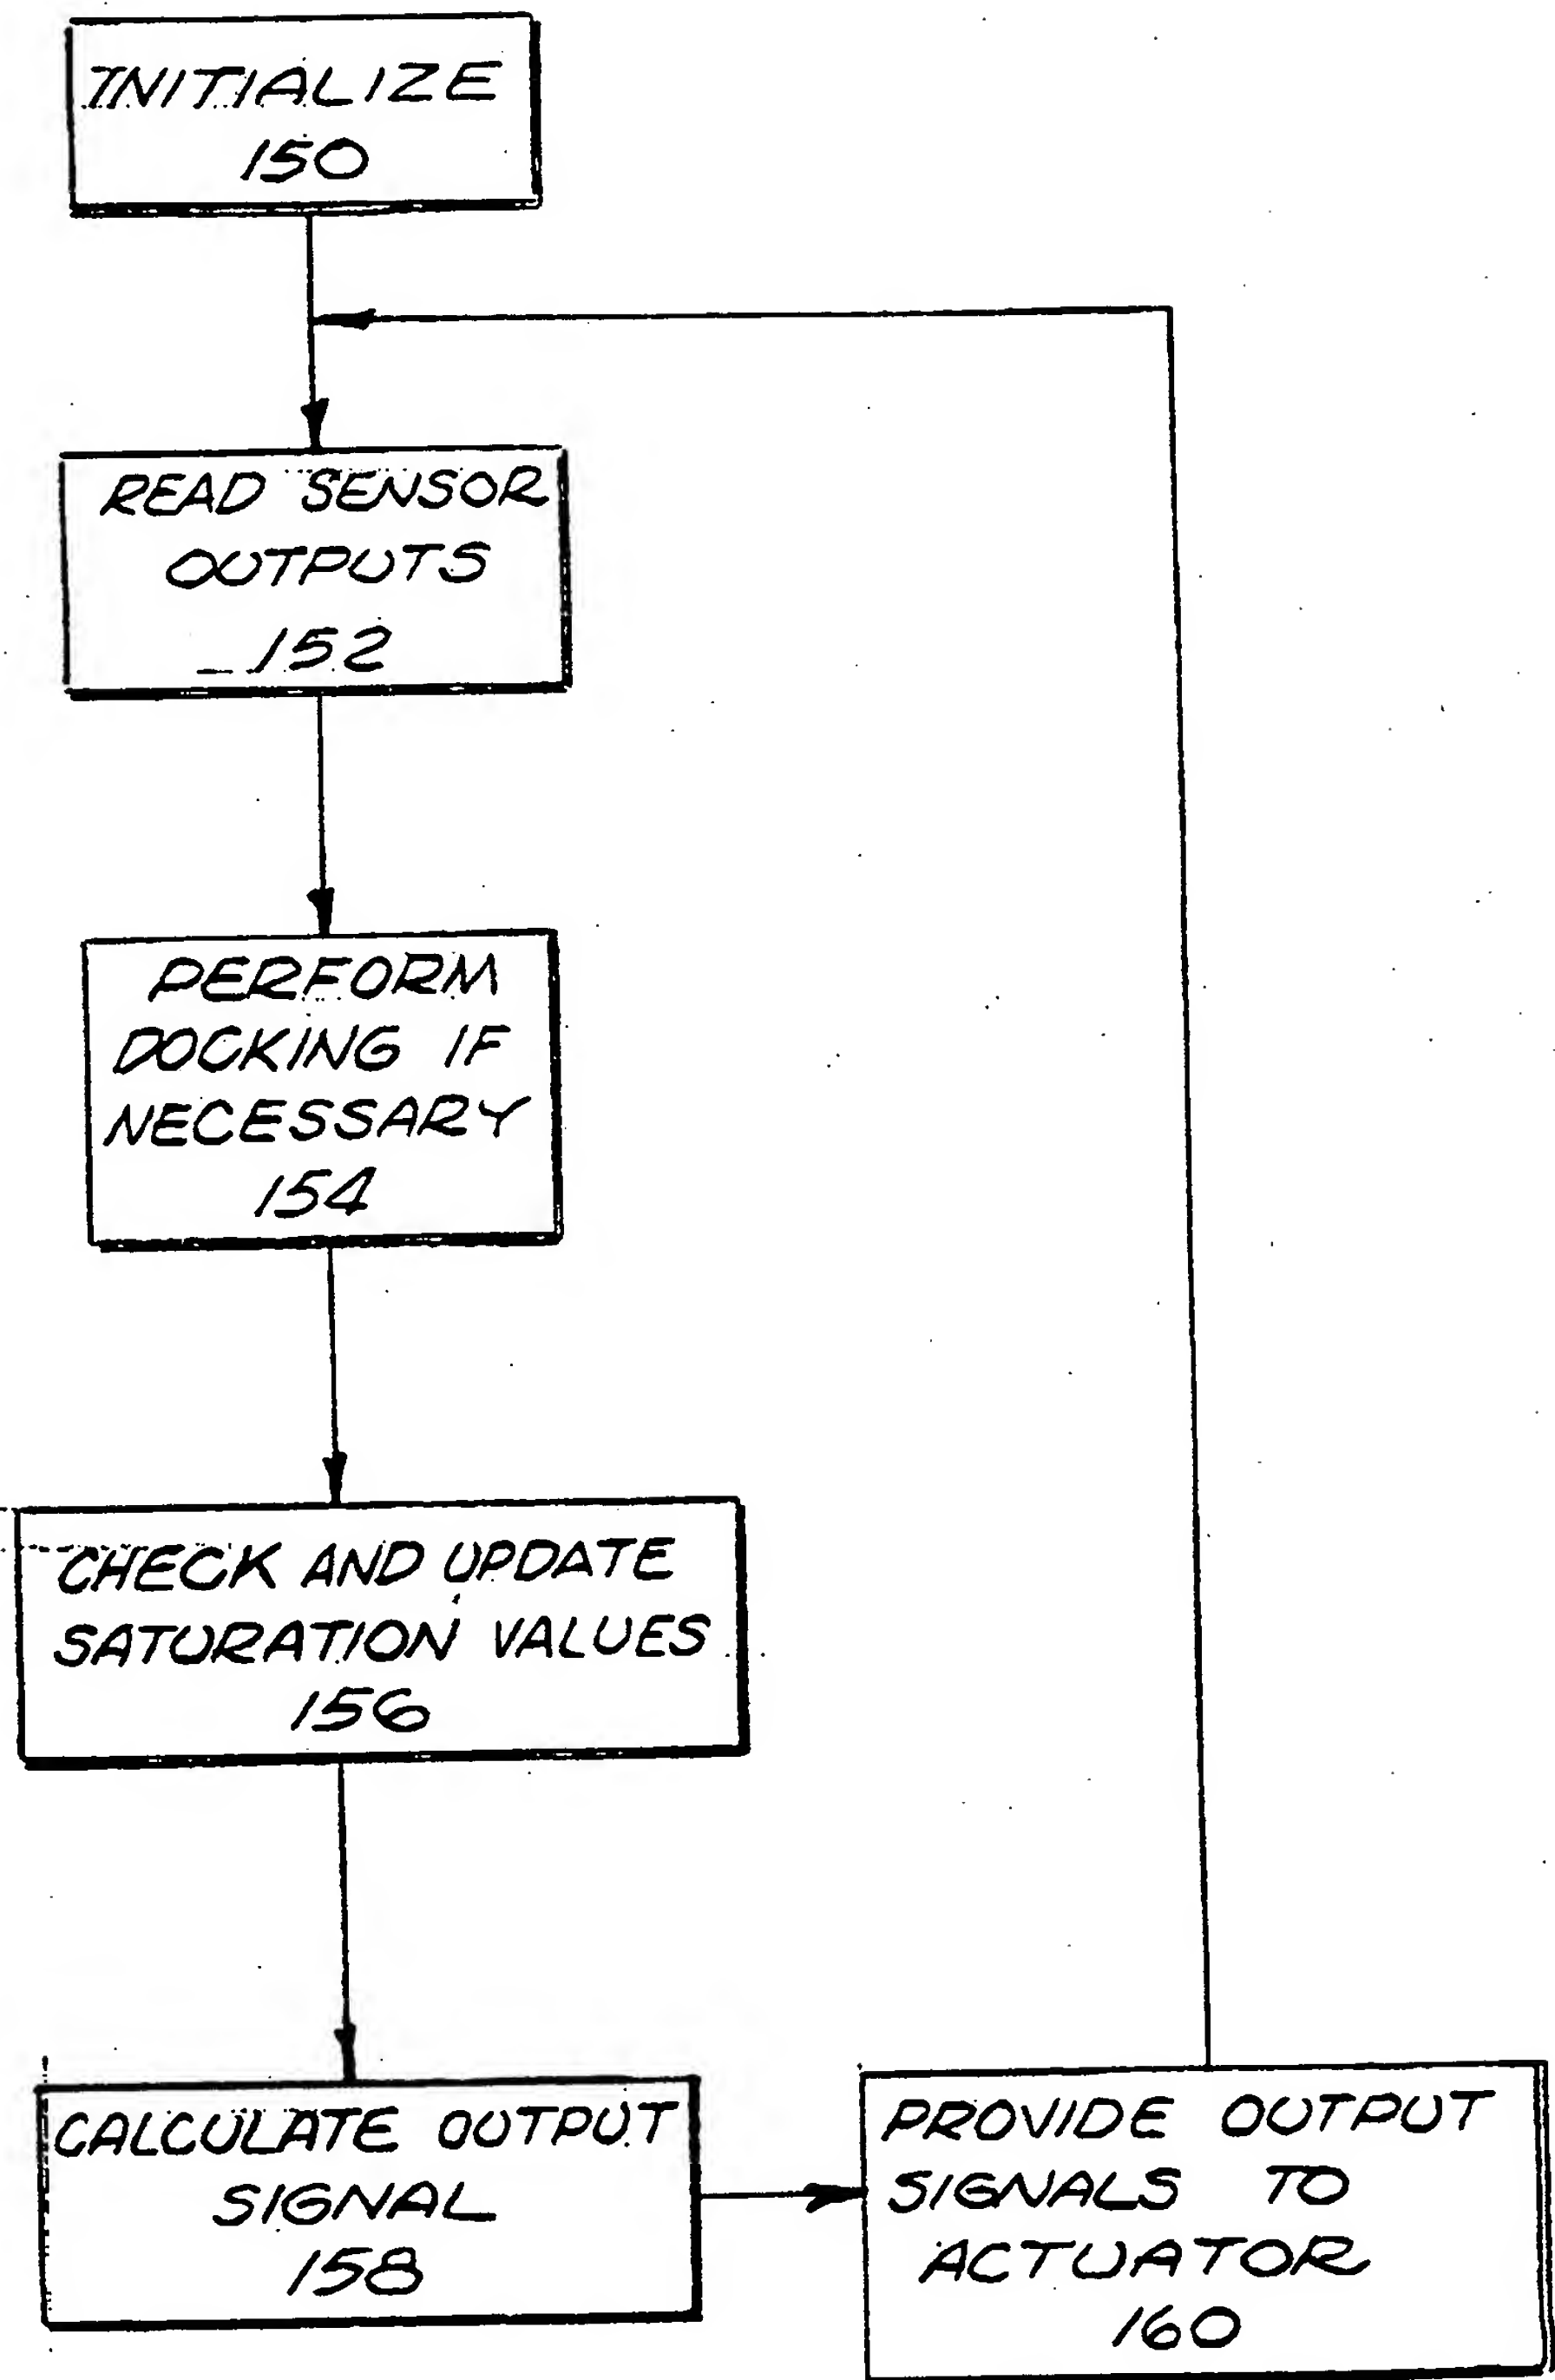 INITIALIZE
150
READ SENSOR
OUTPUTS
152
PERFORM
DOCKING IF
NECESSARY
154
CHECK AND UPDATE
SATURATION VALUES
156
CALCULATE OUTPUT
SIGNAL
158
PROVIDE OUTPUT
SIGNALS TO
ACTUATOR
160